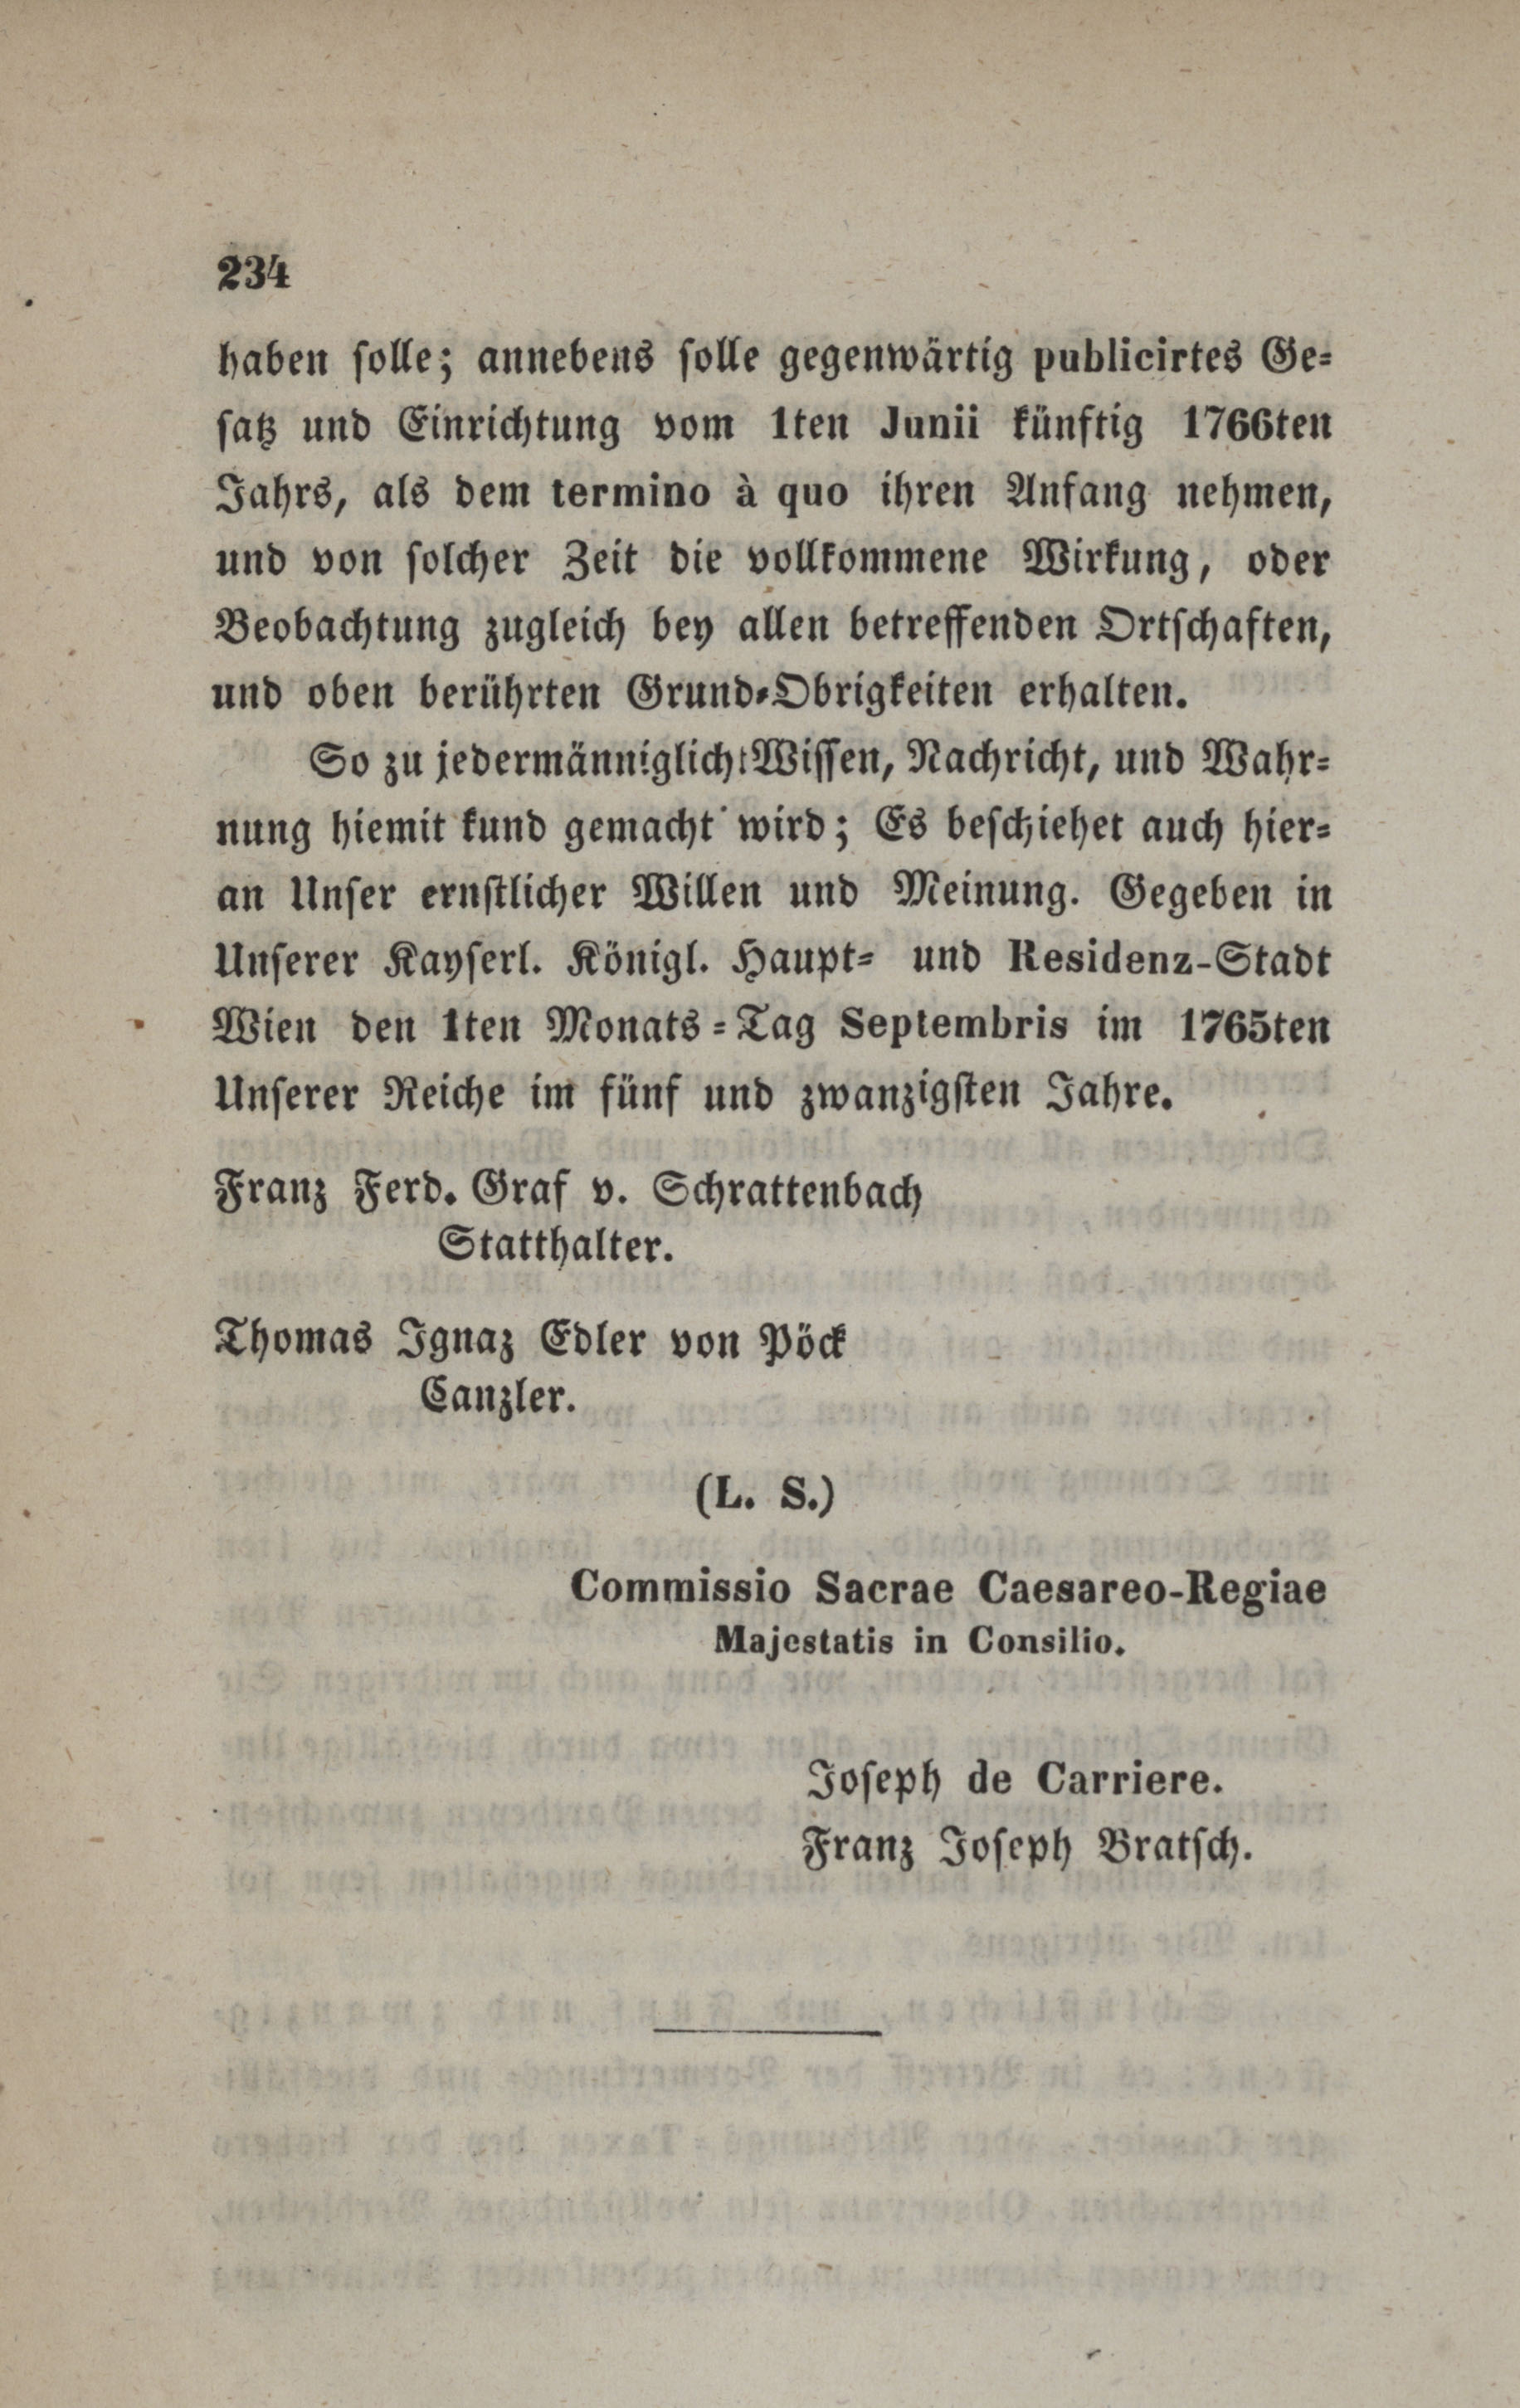 234
haben solle; annebens solle gegenwärtig publicirtes Ge-
satz und Einrichtung vom 1ten Junii künftig 1766ten
Jahrs, als dem termino à quo ihren Anfang nehmen,
und von solcher Zeit die vollkommene Wirkung, oder
Beobachtung zugleich bey allen betreffenden Ortschaften,
und oben berührten Grund-Obrigkeiten erhalten.
So zu jedermänniglicht Wissen, Nachricht, und Wahr-
nung hiemit kund gemacht wird; Es beschiehet auch hier-
an Unser ernstlicher Willen und Meinung. Gegeben in
Unserer Kayserl. Königl. Haupt- und Residenz-Stadt
Wien den 1ten Monats-Tag Septembris im 1765ten
Unserer Reiche im fünf und zwanzigsten Jahre.
Franz Ferd. Graf v. Schrattenbach
Statthalter.
Thomas Ignaz Edler von Pöck
Canzler.
(L. S.)
Commissio Sacrae Caesareo-Regiae
Majestatis in Consilio.
Joseph de Carriere.
Franz Joseph Bratsch.